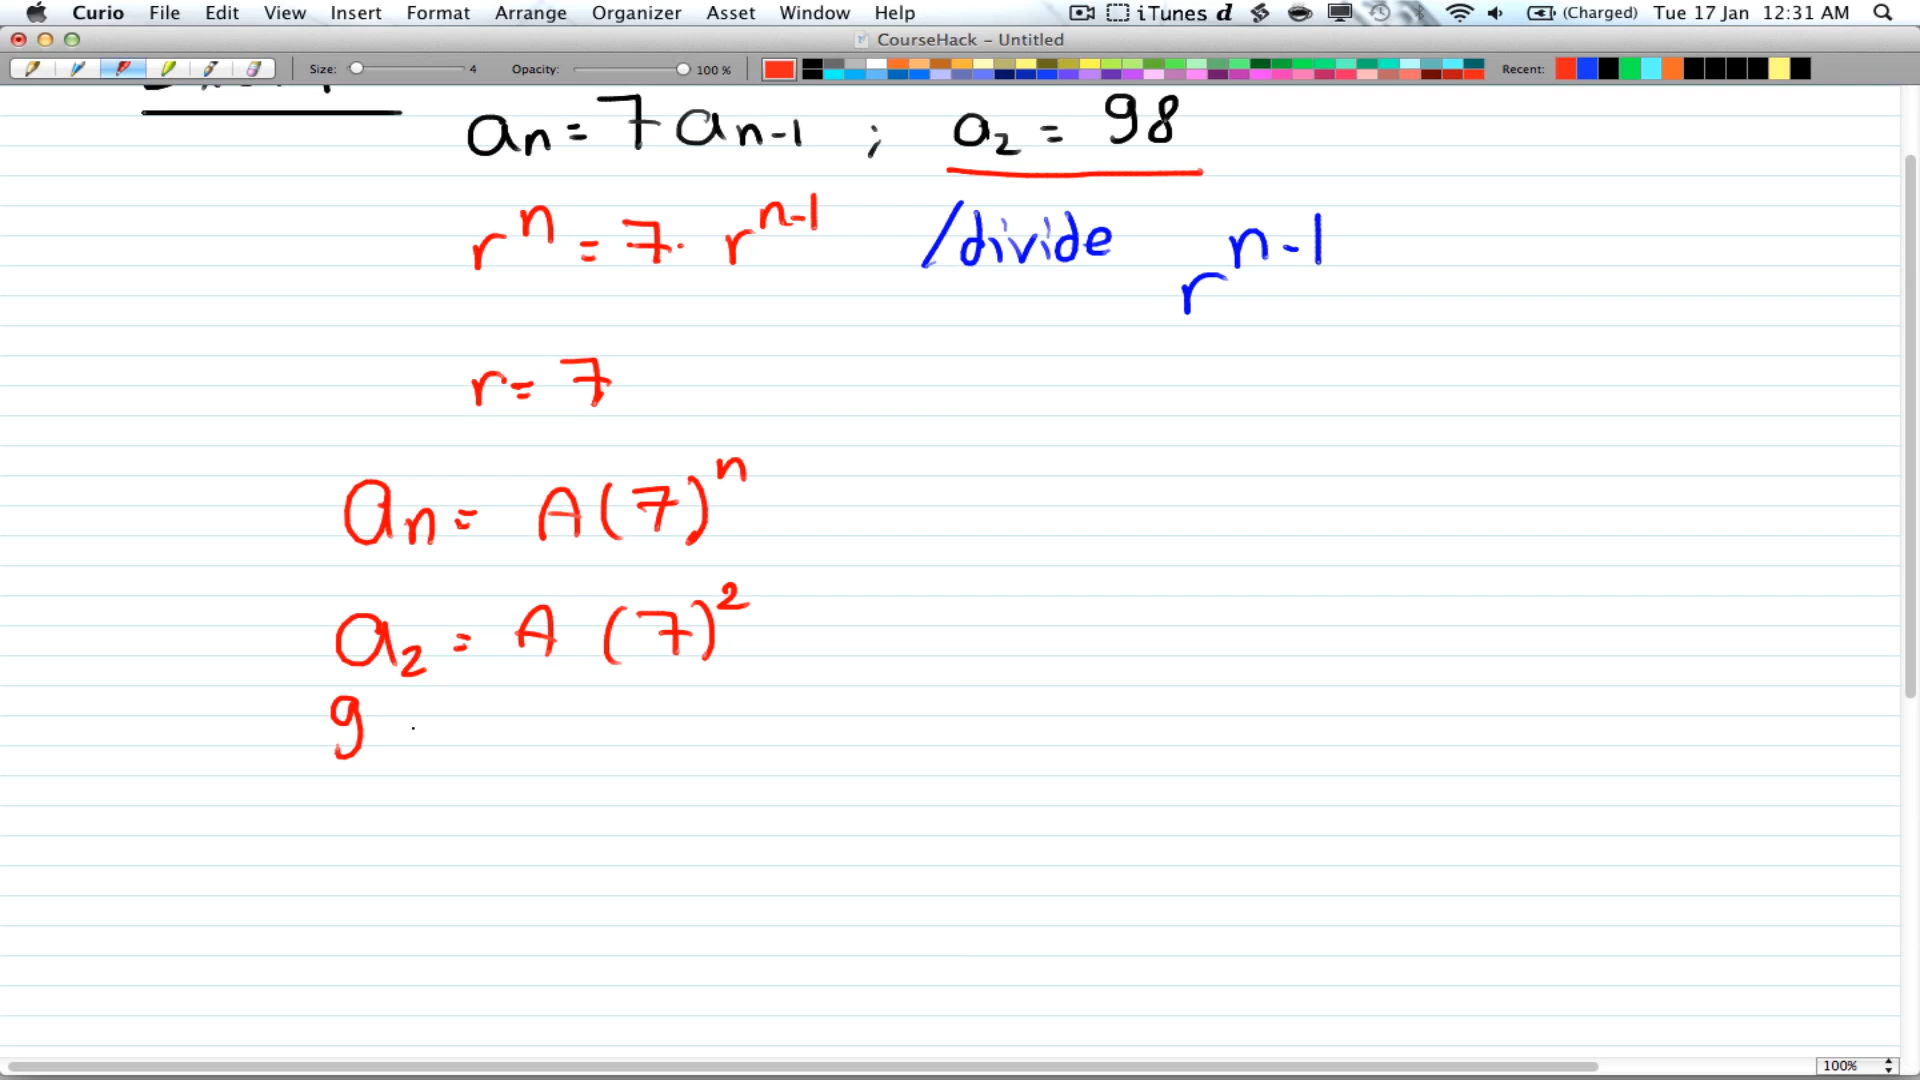 Curio File Edit View Insert Format Arrange Organizer Asset Window Help iTunes d (Charged) Tue 17 Jan 12:31 AM
CourseHack – Untitled
Size: 4 Opacity: 100 % Recent:
aₙ = 7 aₙ₋₁ ; a₂ = 98
rⁿ = 7 · rⁿ⁻¹ /divide rⁿ⁻¹
r = 7
aₙ = A (7)ⁿ
a₂ = A (7)²
9
100%